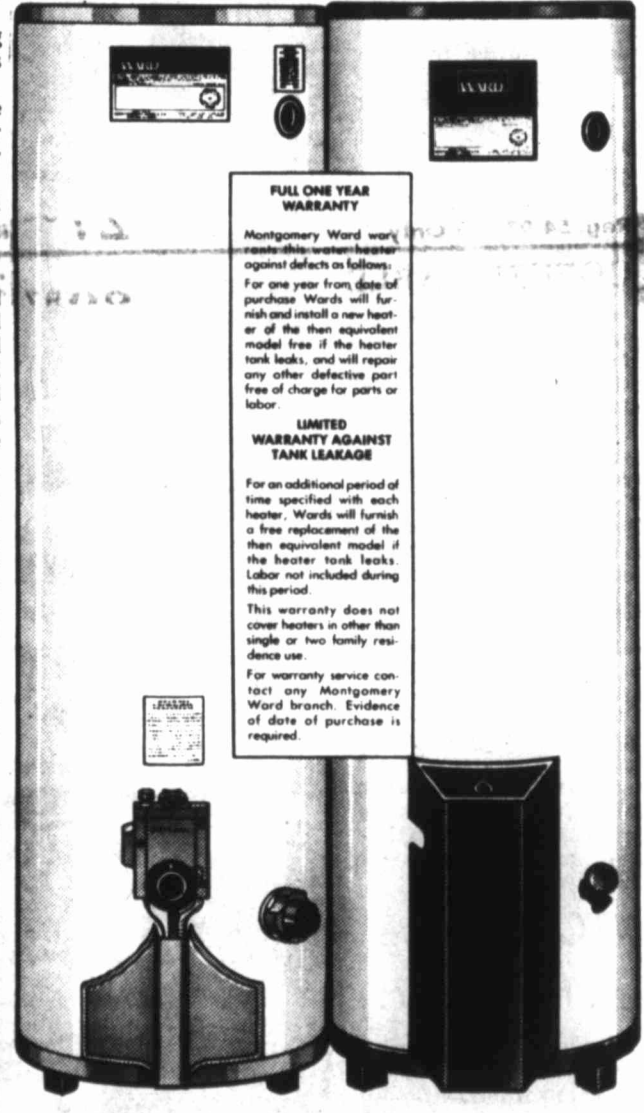 WARD
WARD
FULL ONE YEAR
WARRANTY
Montgomery Ward war-
rants this water heater
against defects as follows:
For one year from date of
purchase Wards will fur-
nish and install a new heat-
er of the then equivalent
model free if the heater
tank leaks, and will repair
any other defective part
free of charge for parts or
labor.
LIMITED
WARRANTY AGAINST
TANK LEAKAGE
For an additional period of
time specified with each
heater, Wards will furnish
a free replacement of the
then equivalent model if
the heater tank leaks.
Labor not included during
this period.
This warranty does not
cover heaters in other than
single or two family resi-
dence use.
For warranty service con-
tact any Montgomery
Ward branch. Evidence
of date of purchase is
required.